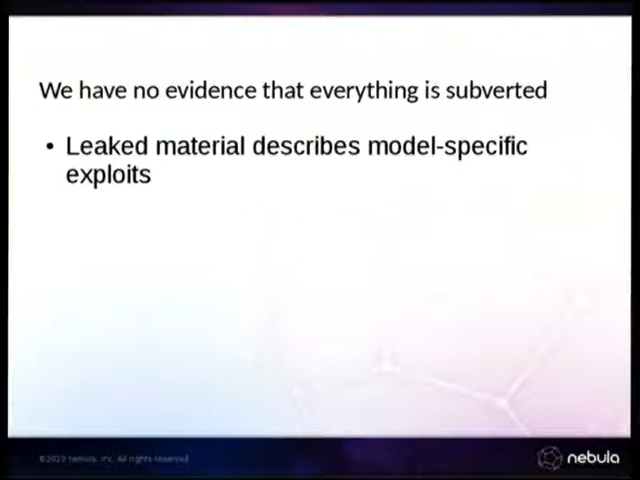 We have no evidence that everything is subverted
• Leaked material describes model-specific
exploits
nebula